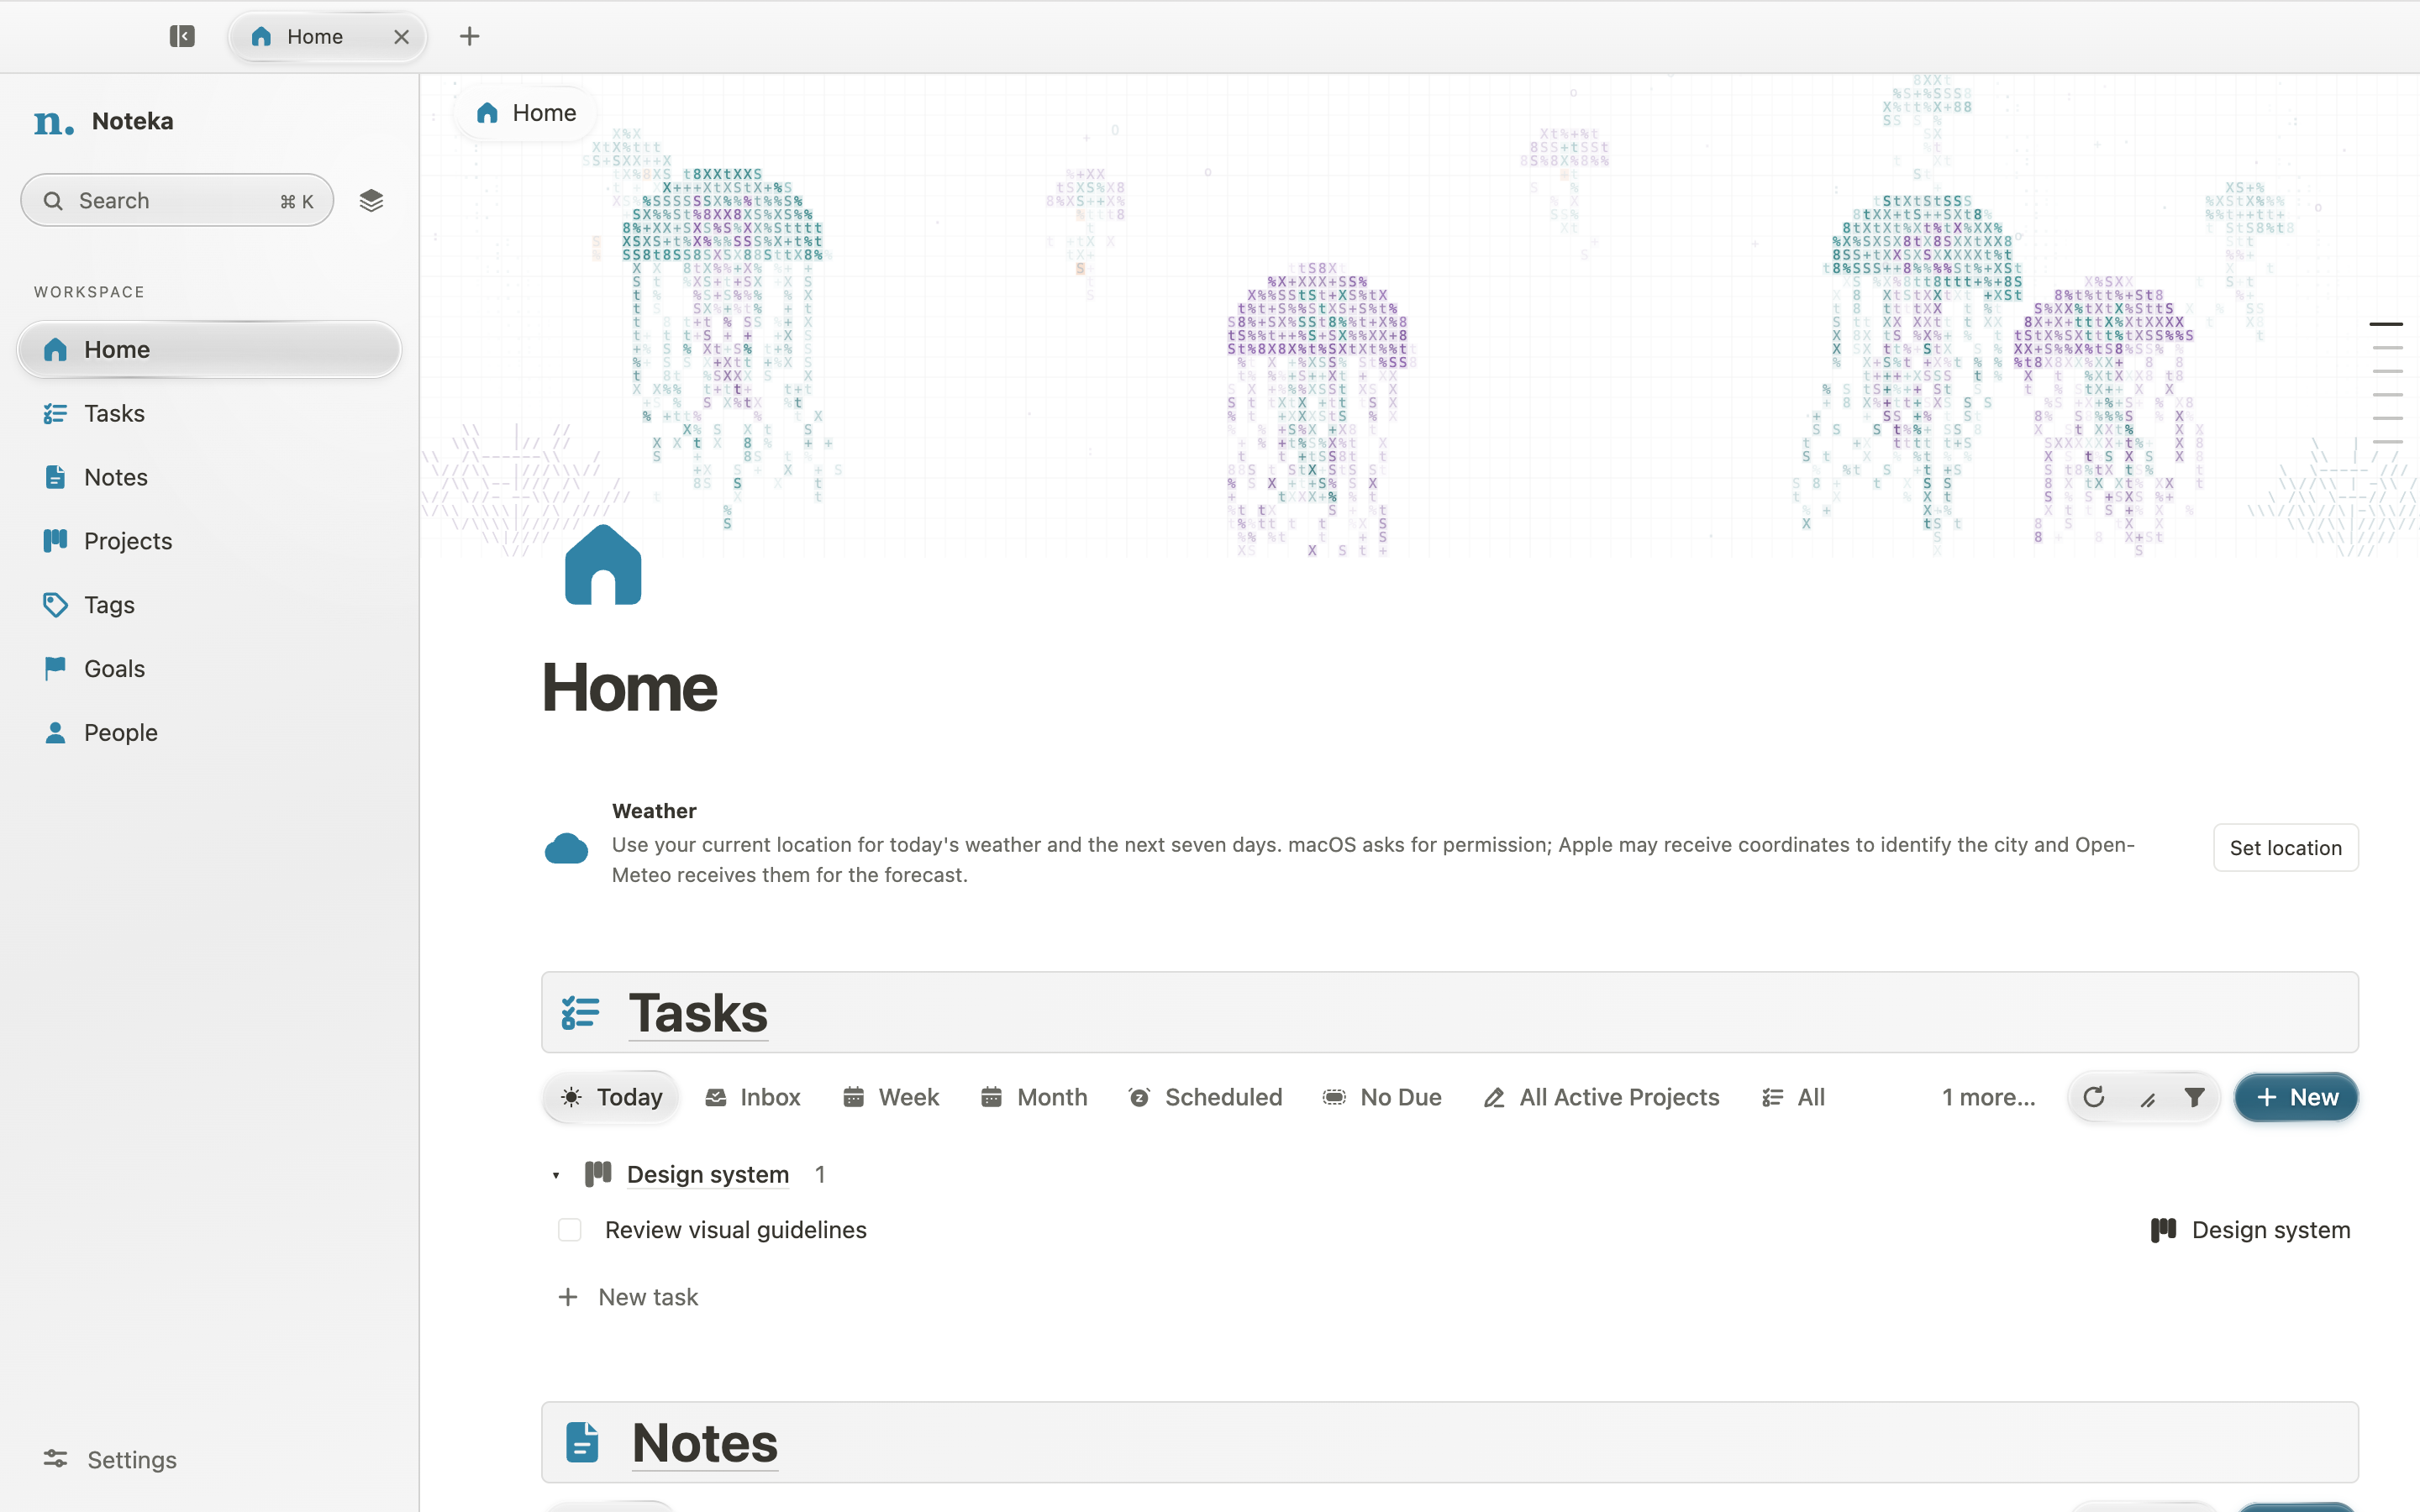 Home
n. Noteka
Search ⌘ K
WORKSPACE
Home
Tasks
Notes
Projects
Tags
Goals
People
Settings
Home
Home
Weather
Use your current location for today's weather and the next seven days. macOS asks for permission; Apple may receive coordinates to identify the city and Open-
Meteo receives them for the forecast.
Set location
Tasks
Today Inbox Week Month Scheduled No Due All Active Projects All 1 more... New
Design system 1
Review visual guidelines Design system
New task
Notes